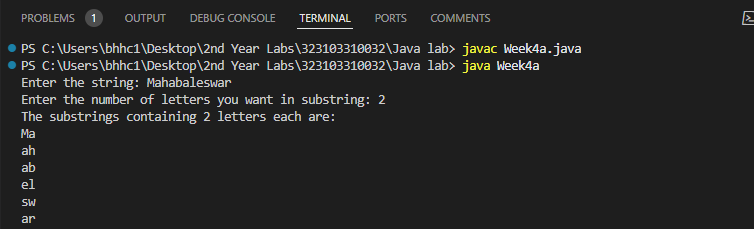 PROBLEMS 1 OUTPUT DEBUG CONSOLE TERMINAL PORTS COMMENTS
PS C:\Users\bhhc1\Desktop\2nd Year Labs\323103310032\Java lab> javac Week4a.java
PS C:\Users\bhhc1\Desktop\2nd Year Labs\323103310032\Java lab> java Week4a
Enter the string: Mahabaleswar
Enter the number of letters you want in substring: 2
The substrings containing 2 letters each are:
Ma
ah
ab
el
sw
ar